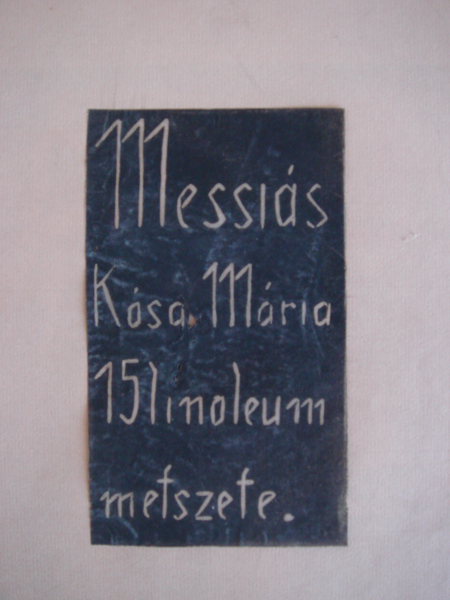 Messiás
Kósa Mária
15 linoleum
metszete.